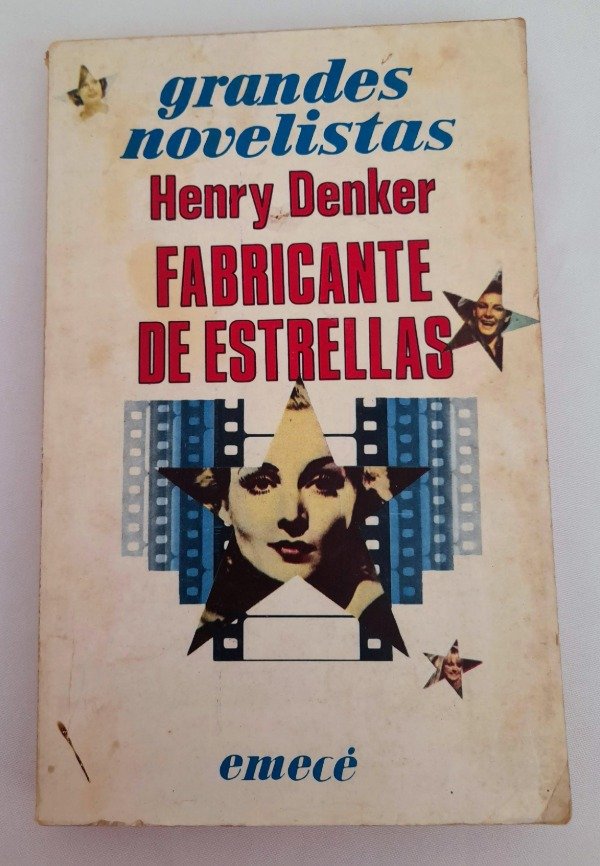 grandes
novelistas
Henry Denker
FABRICANTE
DE ESTRELLAS
emecé